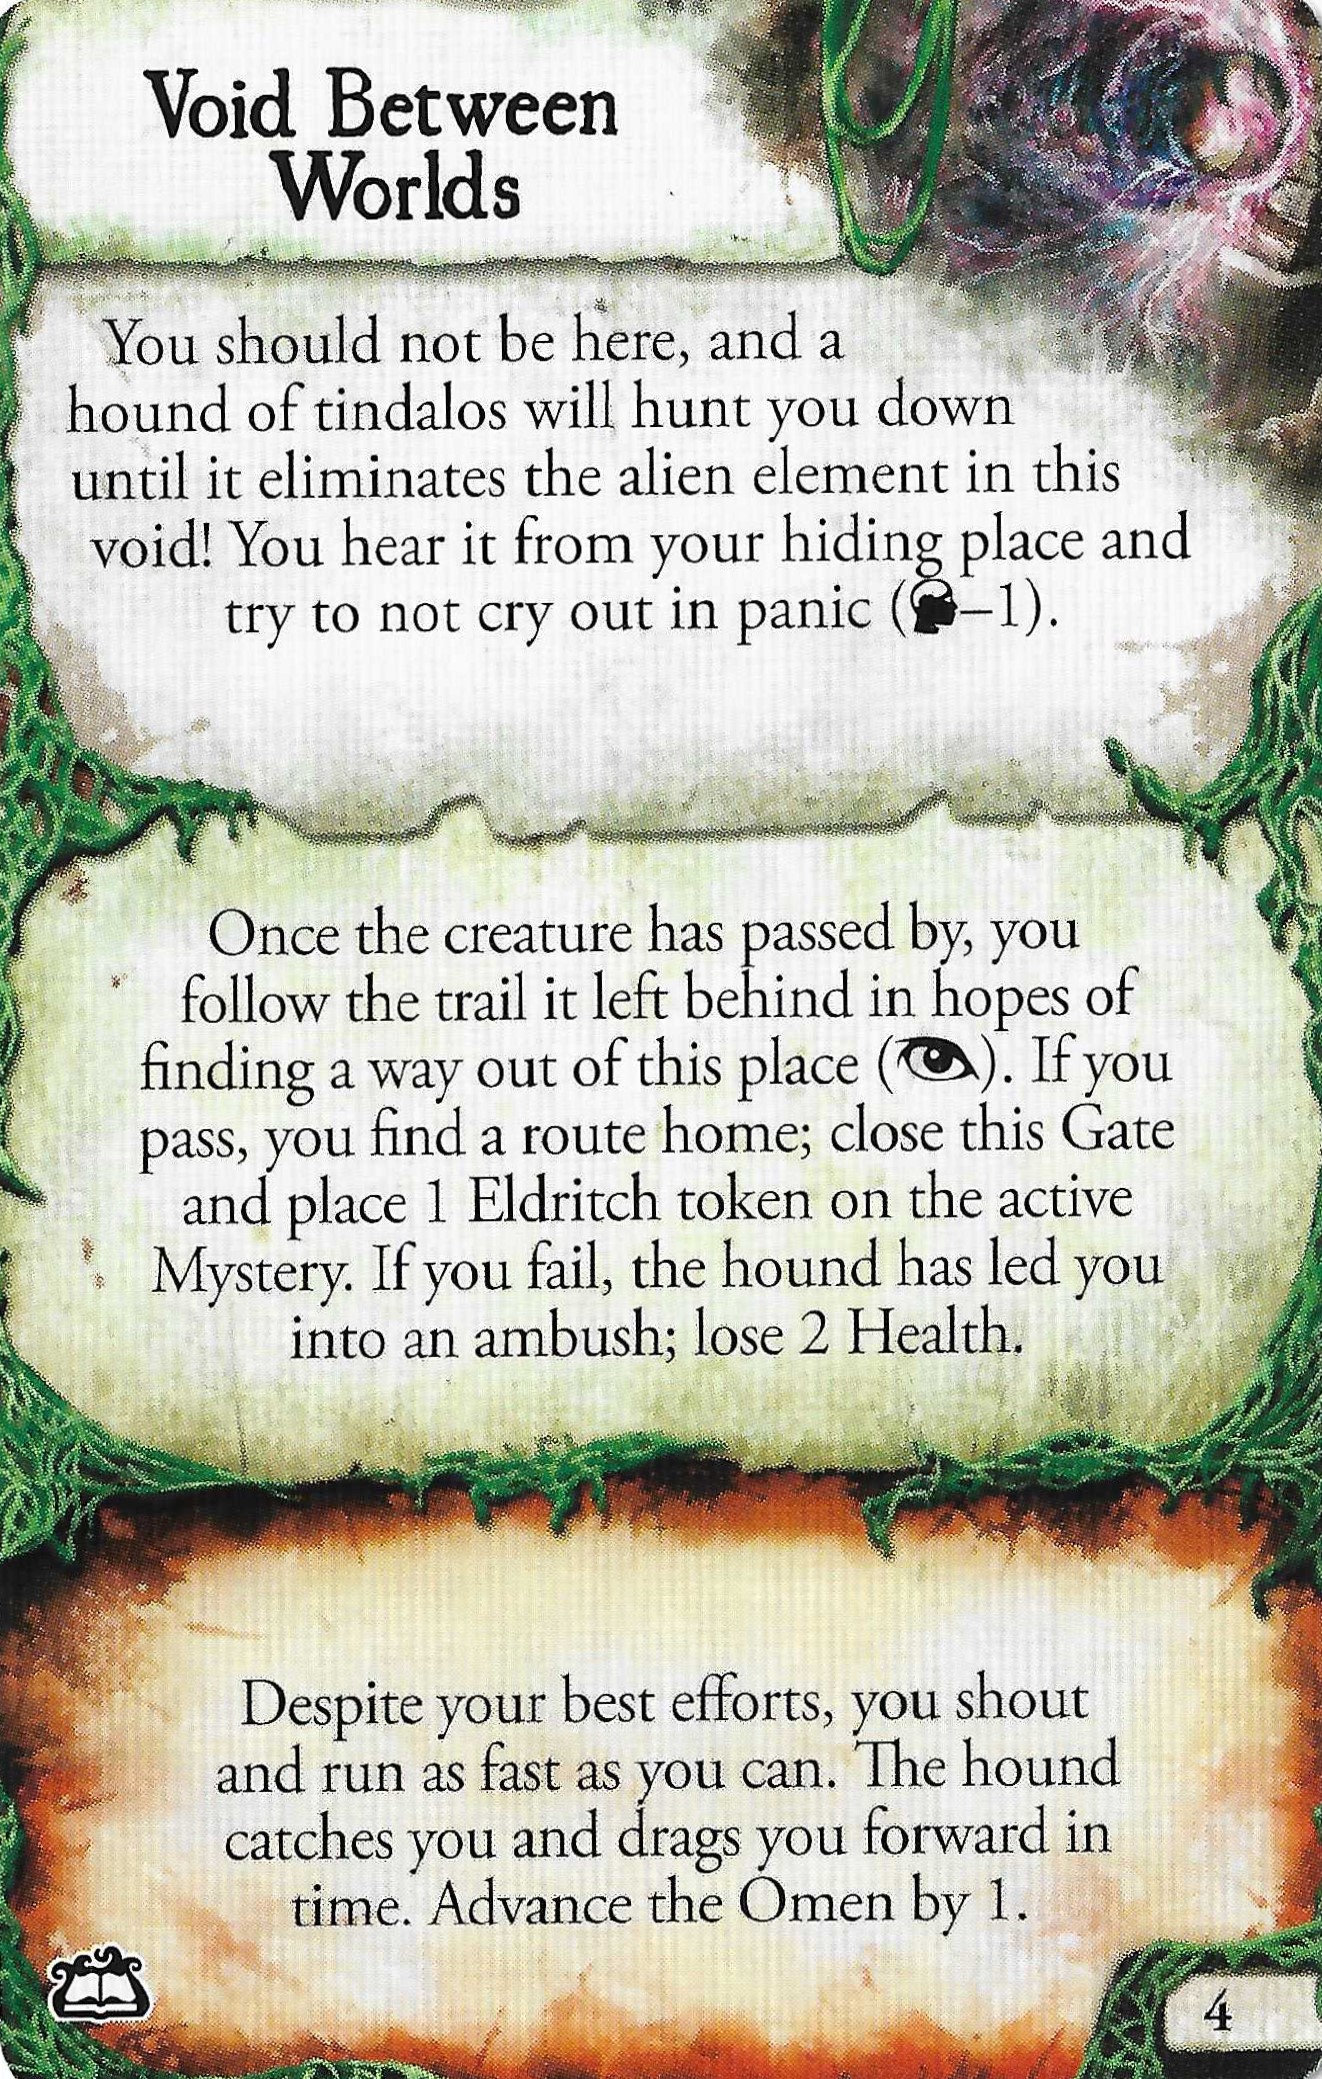 Void Between
Worlds
You should not be here, and a
hound of tindalos will hunt you down
until it eliminates the alien element in this
void! You hear it from your hiding place and
try to not cry out in panic (–1).
Once the creature has passed by, you
follow the trail it left behind in hopes of
finding a way out of this place (). If you
pass, you find a route home; close this Gate
and place 1 Eldritch token on the active
Mystery. If you fail, the hound has led you
into an ambush; lose 2 Health.
Despite your best efforts, you shout
and run as fast as you can. The hound
catches you and drags you forward in
time. Advance the Omen by 1.
4